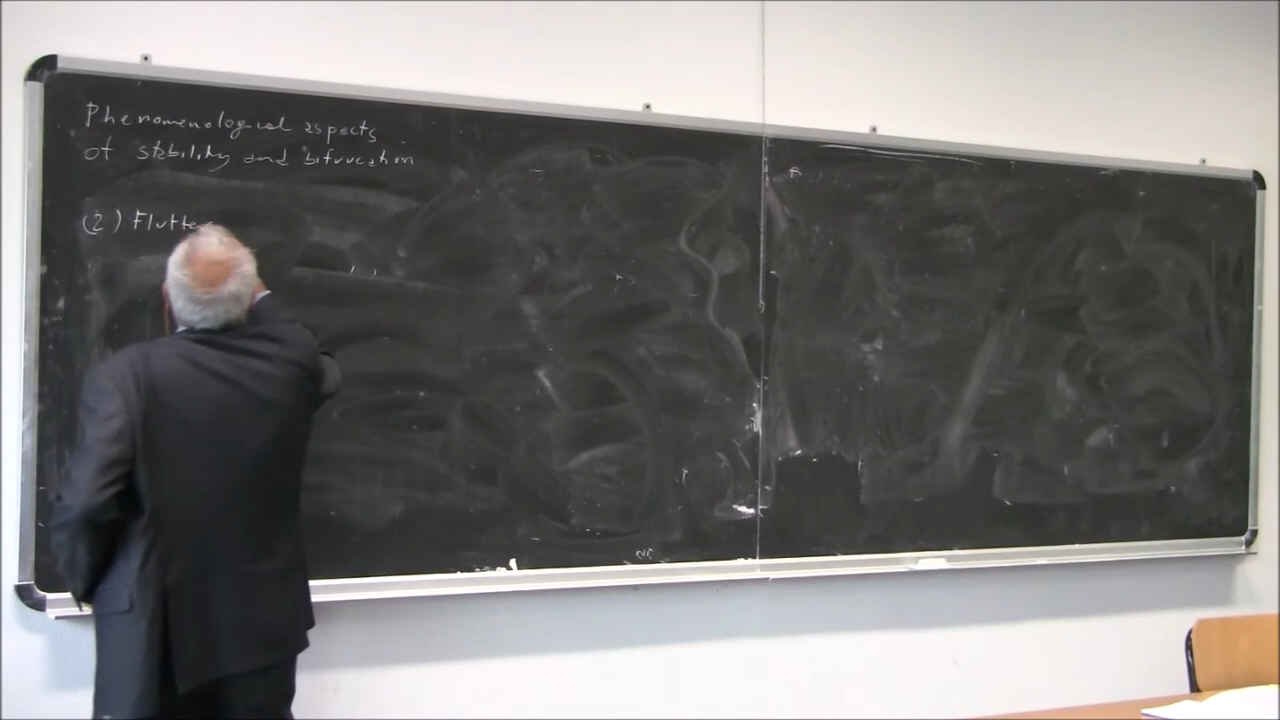 Phenomenological aspects
of stability and bifurcation
(2) Flutte